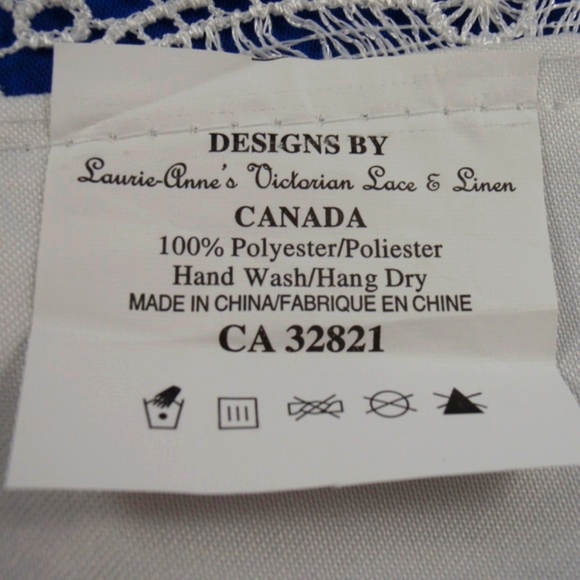 DESIGNS BY
Laurie-Anne's Victorian Lace & Linen
CANADA
100% Polyester/Poliester
Hand Wash/Hang Dry
MADE IN CHINA/FABRIQUE EN CHINE
CA 32821